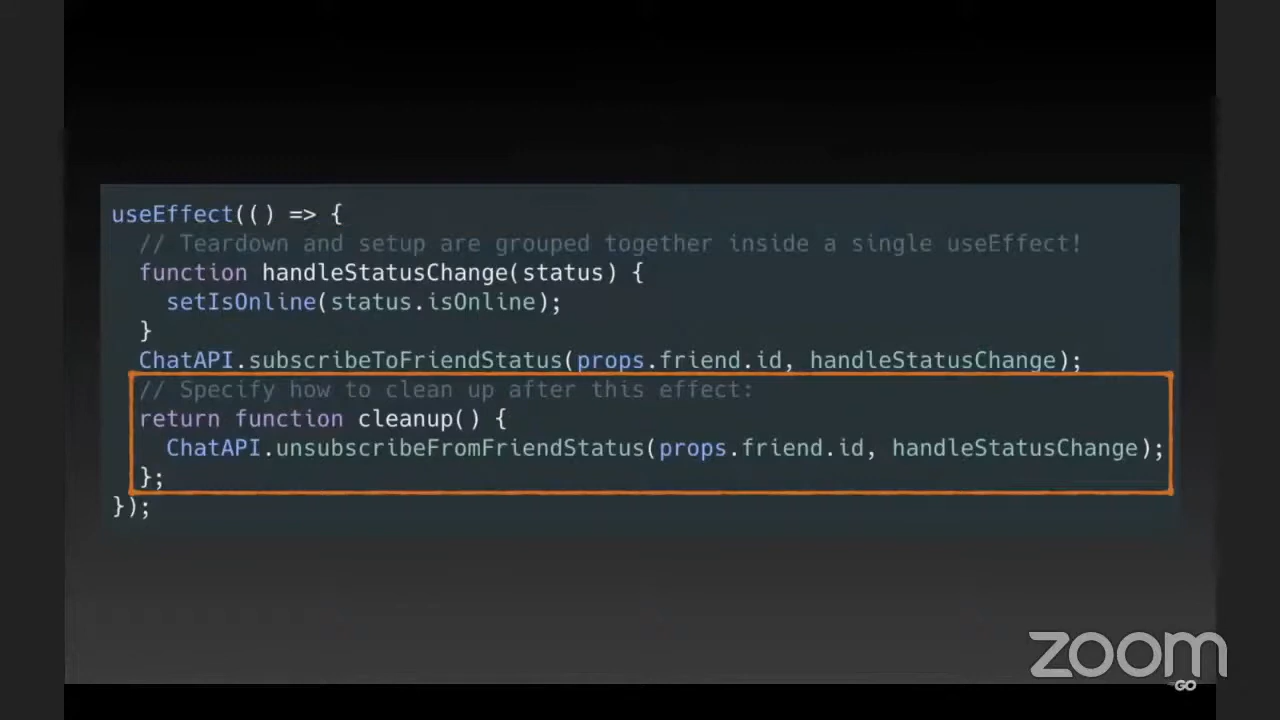 useEffect(() => {
// Teardown and setup are grouped together inside a single useEffect!
function handleStatusChange(status) {
setIsOnline(status.isOnline);
}
ChatAPI.subscribeToFriendStatus(props.friend.id, handleStatusChange);
// Specify how to clean up after this effect:
return function cleanup() {
ChatAPI.unsubscribeFromFriendStatus(props.friend.id, handleStatusChange);
};
});
zoom
GO